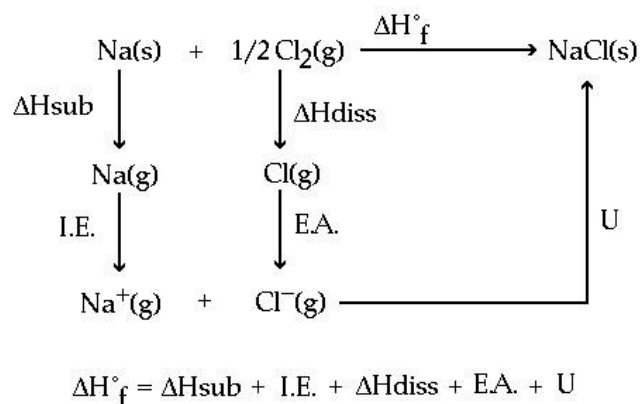 ΔH°f
Na(s) + 1/2 Cl2(g) NaCl(s)
ΔHsub ΔHdiss
Na(g) Cl(g)
I.E. E.A. U
Na+(g) + Cl−(g)
ΔH°f = ΔHsub + I.E. + ΔHdiss + E.A. + U